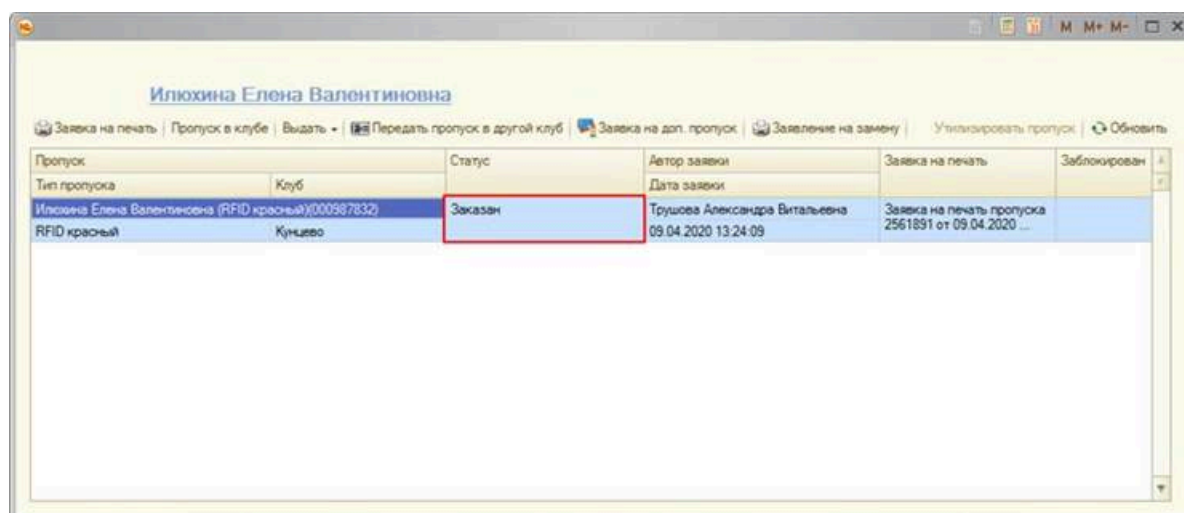 M M+ M-
Илюхина Елена Валентиновна
Заявка на печать Пропуск в клубе Выдать Передать пропуск в другой клуб Заявка на доп. пропуск Заявление на замену Утилизировать пропуск Обновить
Пропуск Статус Автор заявки Заявка на печать Заблокирован
Тип пропуска Клуб Дата заявки
Илюхина Елена Валентиновна (RFID красный)(000987832) Заказан Трушова Александра Витальевна Заявка на печать пропуска
RFID красный Кунцево 09.04.2020 13:24:09 2561891 от 09.04.2020 ...